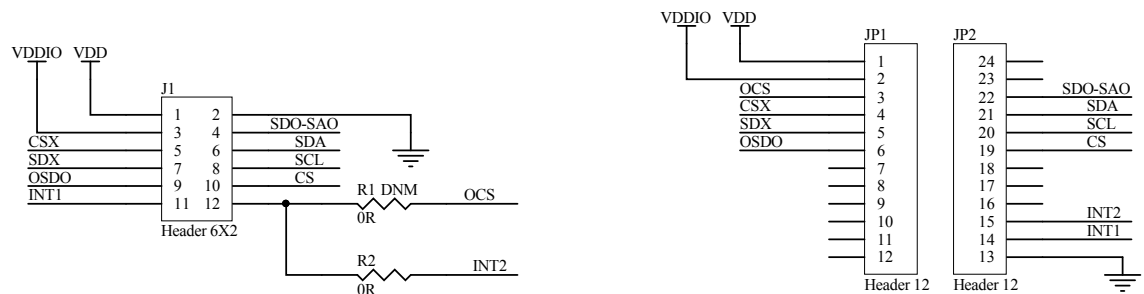 VDDIO VDD
J1
1 2
3 4 SDO-SAO
CSX 5 6 SDA
SDX 7 8 SCL
OSDO 9 10 CS
INT1 11 12
Header 6X2
R1 DNM OCS
0R
R2 INT2
0R
VDDIO VDD
JP1
1
2
OCS 3
CSX 4
SDX 5
OSDO 6
7
8
9
10
11
12
Header 12
JP2
24
23
22 SDO-SAO
21 SDA
20 SCL
19 CS
18
17
16
15 INT2
14 INT1
13
Header 12